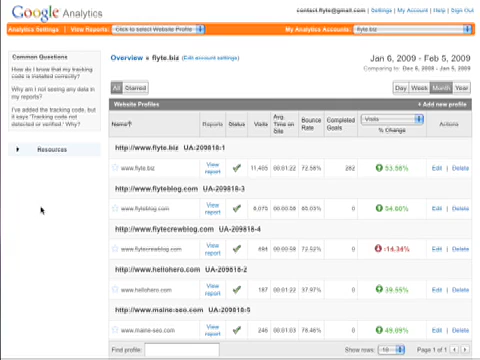 Google Analytics
contact.flyte@gmail.com | Settings | My Account | Help | Sign Out
Analytics Settings | View Reports: Click to select Website Profile
My Analytics Accounts: flyte.biz
Common Questions
How do I know that my tracking code is installed correctly?
Why am I not seeing any data in my reports?
I've added the tracking code, but it says 'Tracking code not detected or verified.' Why?
Resources
Overview » flyte.biz (Edit account settings)
Jan 6, 2009 - Feb 5, 2009
Comparing to: Dec 6, 2008 - Jan 5, 2009
All Starred
Day Week Month Year
Website Profiles
+ Add new profile
Name Reports Status Visits Avg. Time on Site Bounce Rate Completed Goals Visits % Change Actions
http://www.flyte.biz UA-209818-1
www.flyte.biz View report 11,405 00:01:22 72.56% 262 53.56% Edit | Delete
http://www.flyteblog.com UA-209818-3
www.flyteblog.com View report 00:00:58 0 54.60% Edit | Delete
http://www.flytecrewblog.com UA-209818-4
www.flytecrewblog.com View report 00:00:58 72.52% 0 -14.34% Edit | Delete
http://www.hellohero.com UA-209818-2
www.hellohero.com View report 187 00:01:22 37.97% 0 39.55% Edit | Delete
http://www.maine-seo.com UA-209818-5
www.maine-seo.com View report 246 00:01:03 78.46% 0 49.09% Edit | Delete
Find profile:
Show rows: 10 Page 1 of 1